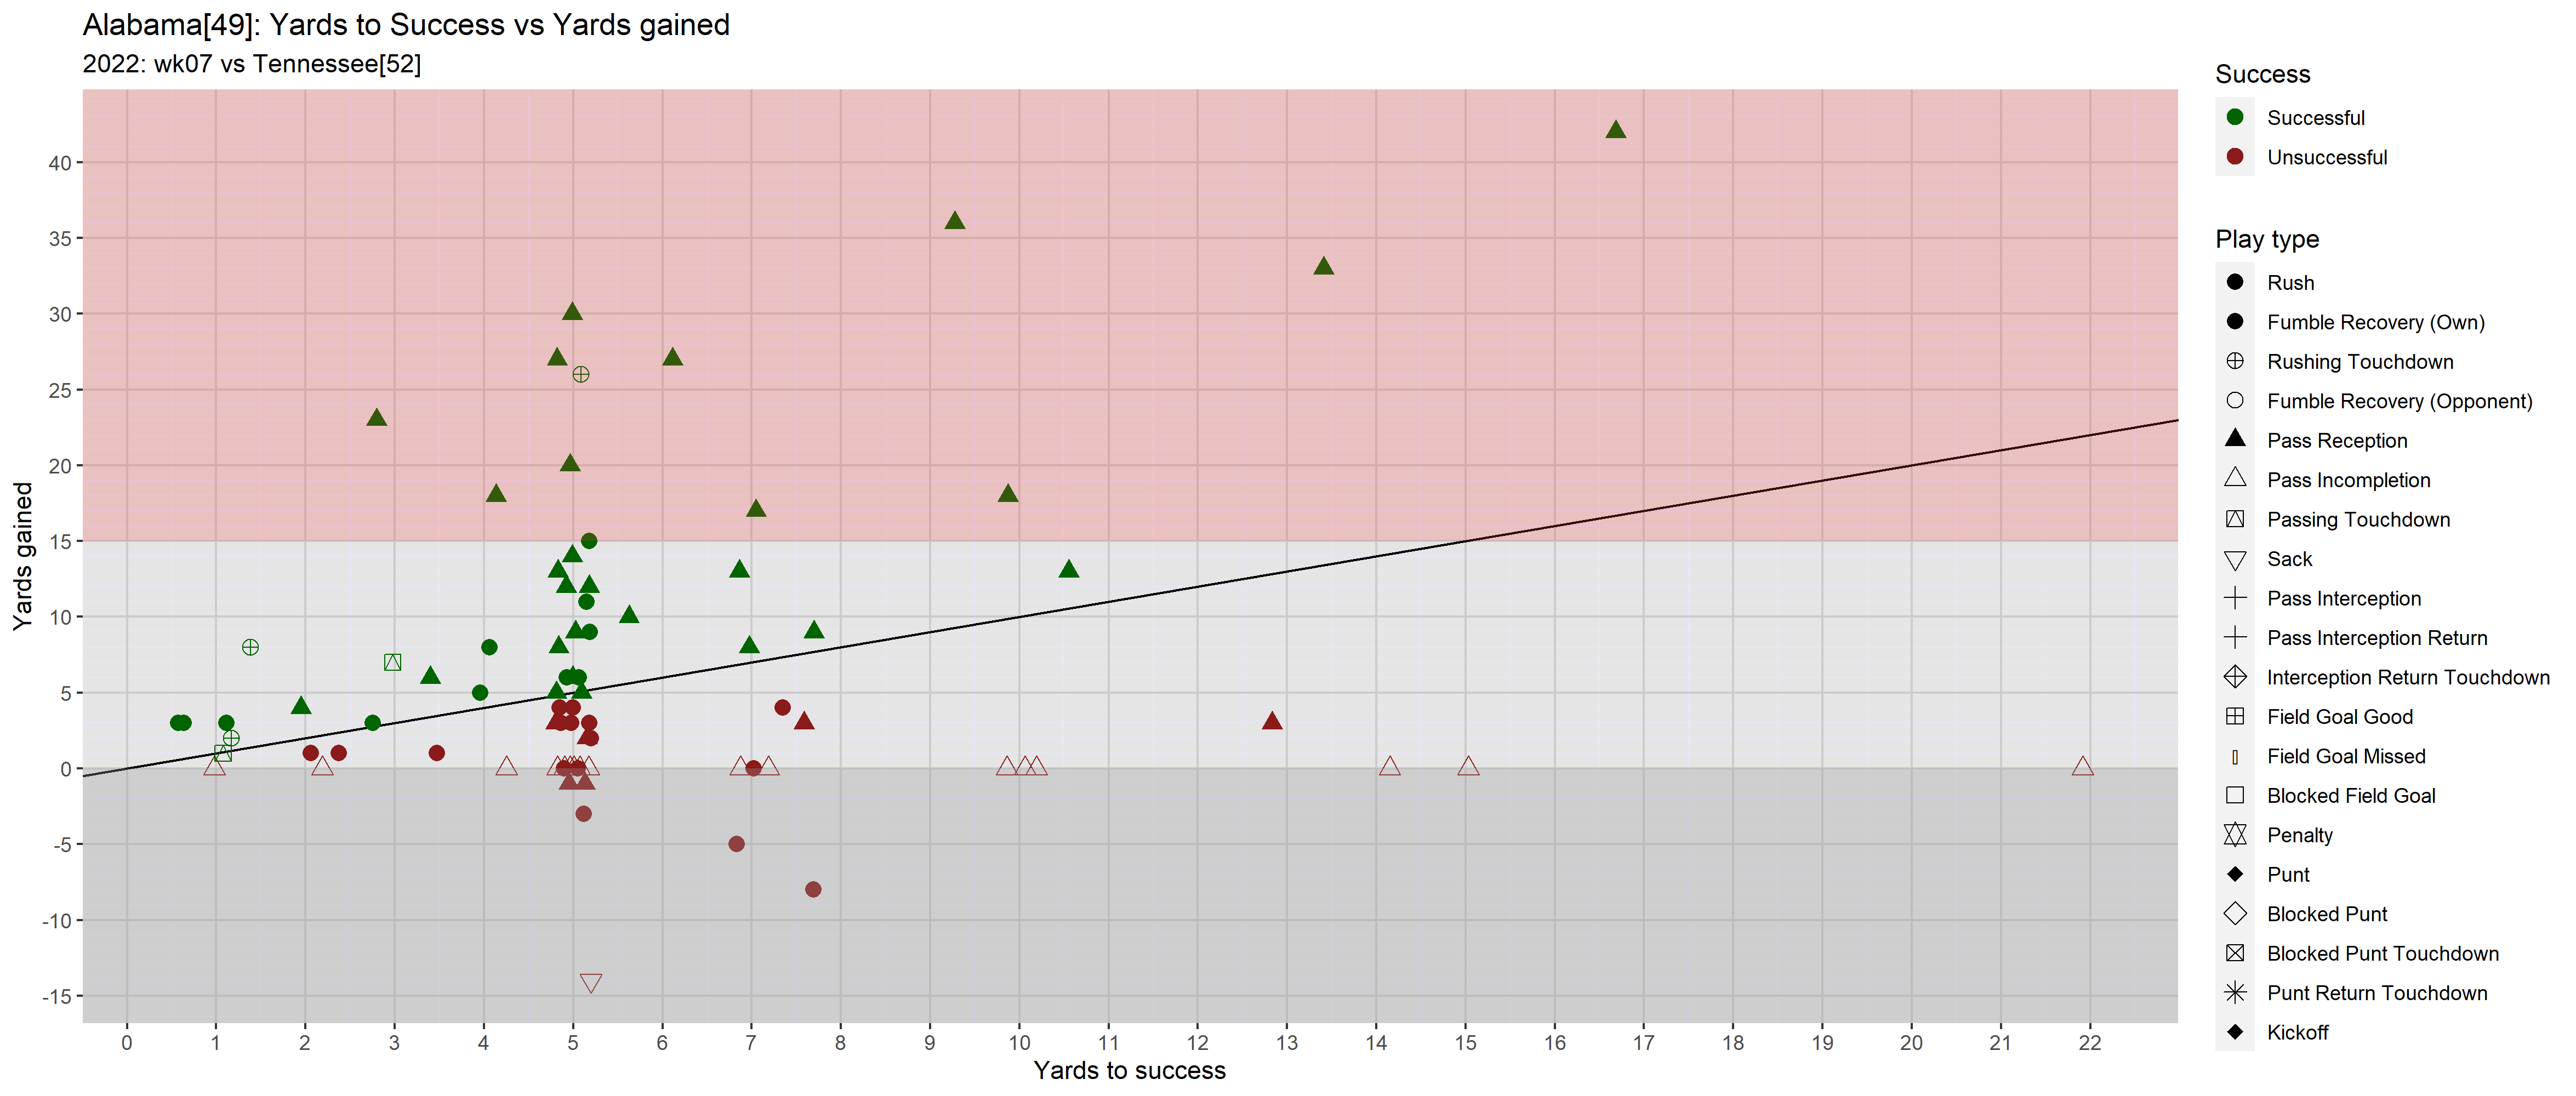 Alabama[49]: Yards to Success vs Yards gained
2022: wk07 vs Tennessee[52]
Yards gained
40
35
30
25
20
15
10
5
0
-5
-10
-15
0 1 2 3 4 5 6 7 8 9 10 11 12 13 14 15 16 17 18 19 20 21 22
Yards to success
Success
Successful
Unsuccessful
Play type
Rush
Fumble Recovery (Own)
Rushing Touchdown
Fumble Recovery (Opponent)
Pass Reception
Pass Incompletion
Passing Touchdown
Sack
Pass Interception
Pass Interception Return
Interception Return Touchdown
Field Goal Good
Field Goal Missed
Blocked Field Goal
Penalty
Punt
Blocked Punt
Blocked Punt Touchdown
Punt Return Touchdown
Kickoff